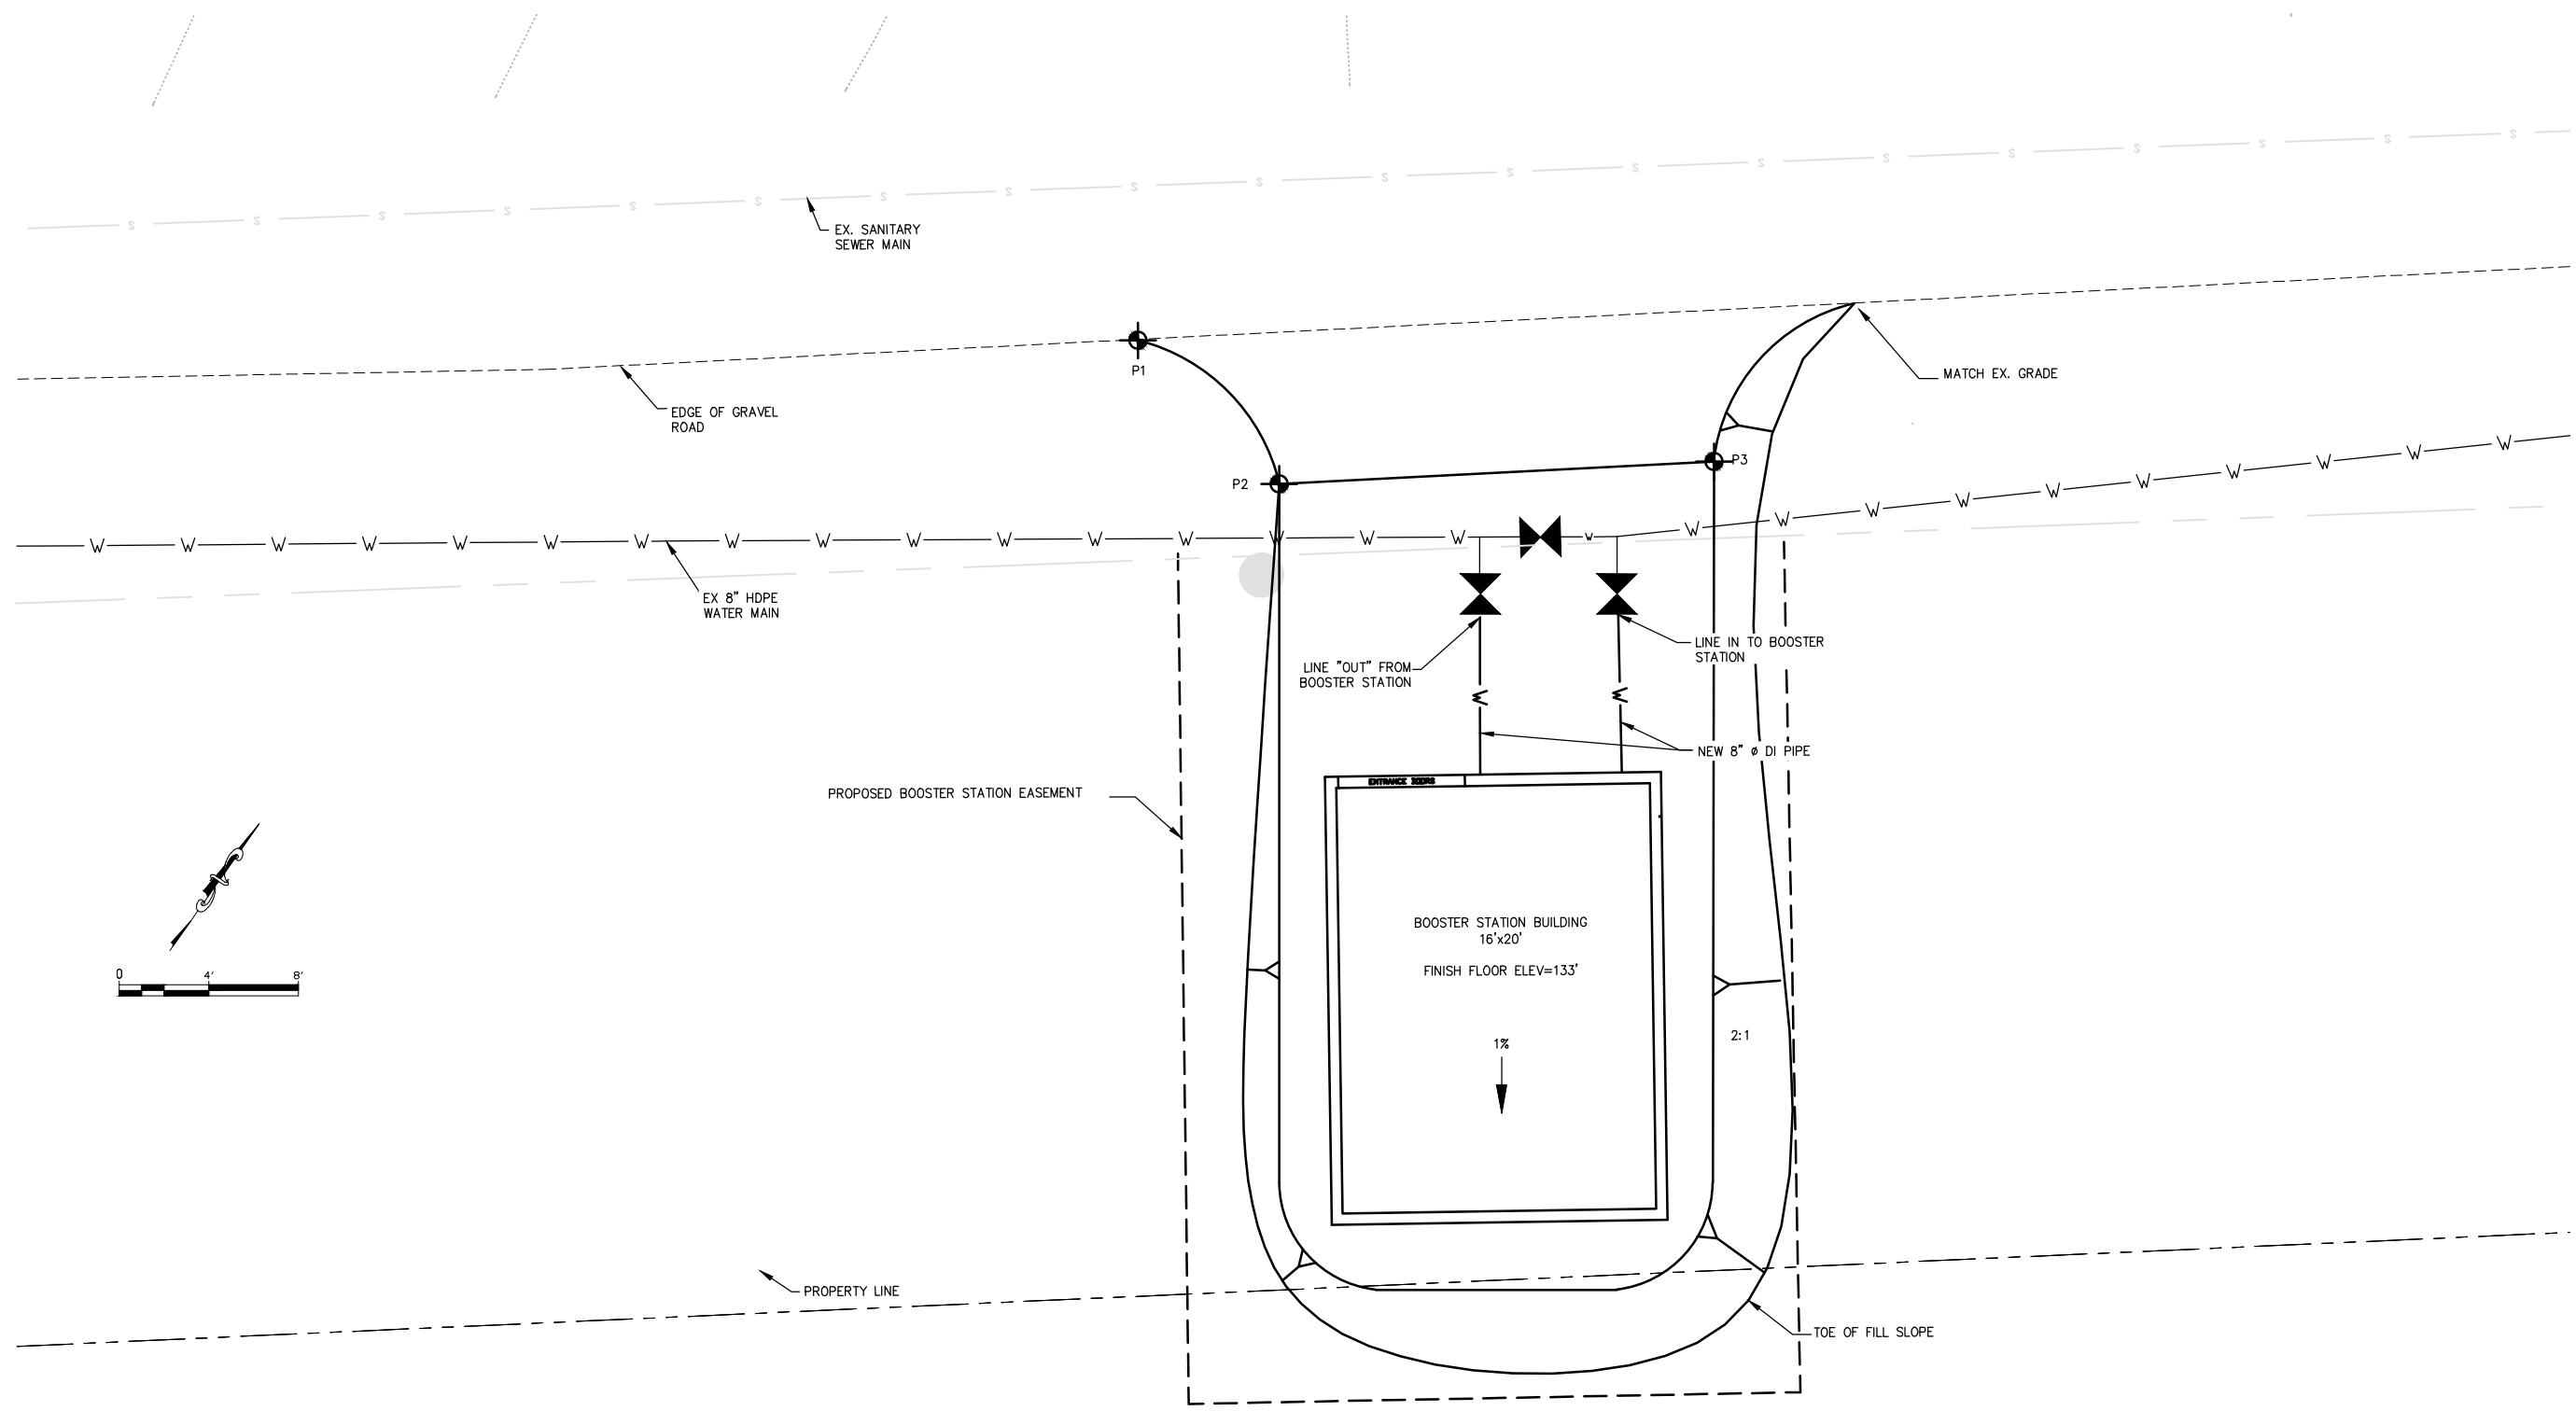 S S S S S S S S S S S S S S S S S S S S
EX. SANITARY
SEWER MAIN
P1
MATCH EX. GRADE
EDGE OF GRAVEL
ROAD
P2
P3
W W W W W W W W W W W W W W W W W W W W W W W W W W W W
EX 8" HDPE
WATER MAIN
LINE IN TO BOOSTER
STATION
LINE "OUT" FROM
BOOSTER STATION
W W
NEW 8" ø DI PIPE
ENTRANCE DOORS
PROPOSED BOOSTER STATION EASEMENT
BOOSTER STATION BUILDING
16'x20'
FINISH FLOOR ELEV=133'
0 4' 8'
2:1
1%
PROPERTY LINE
TOE OF FILL SLOPE